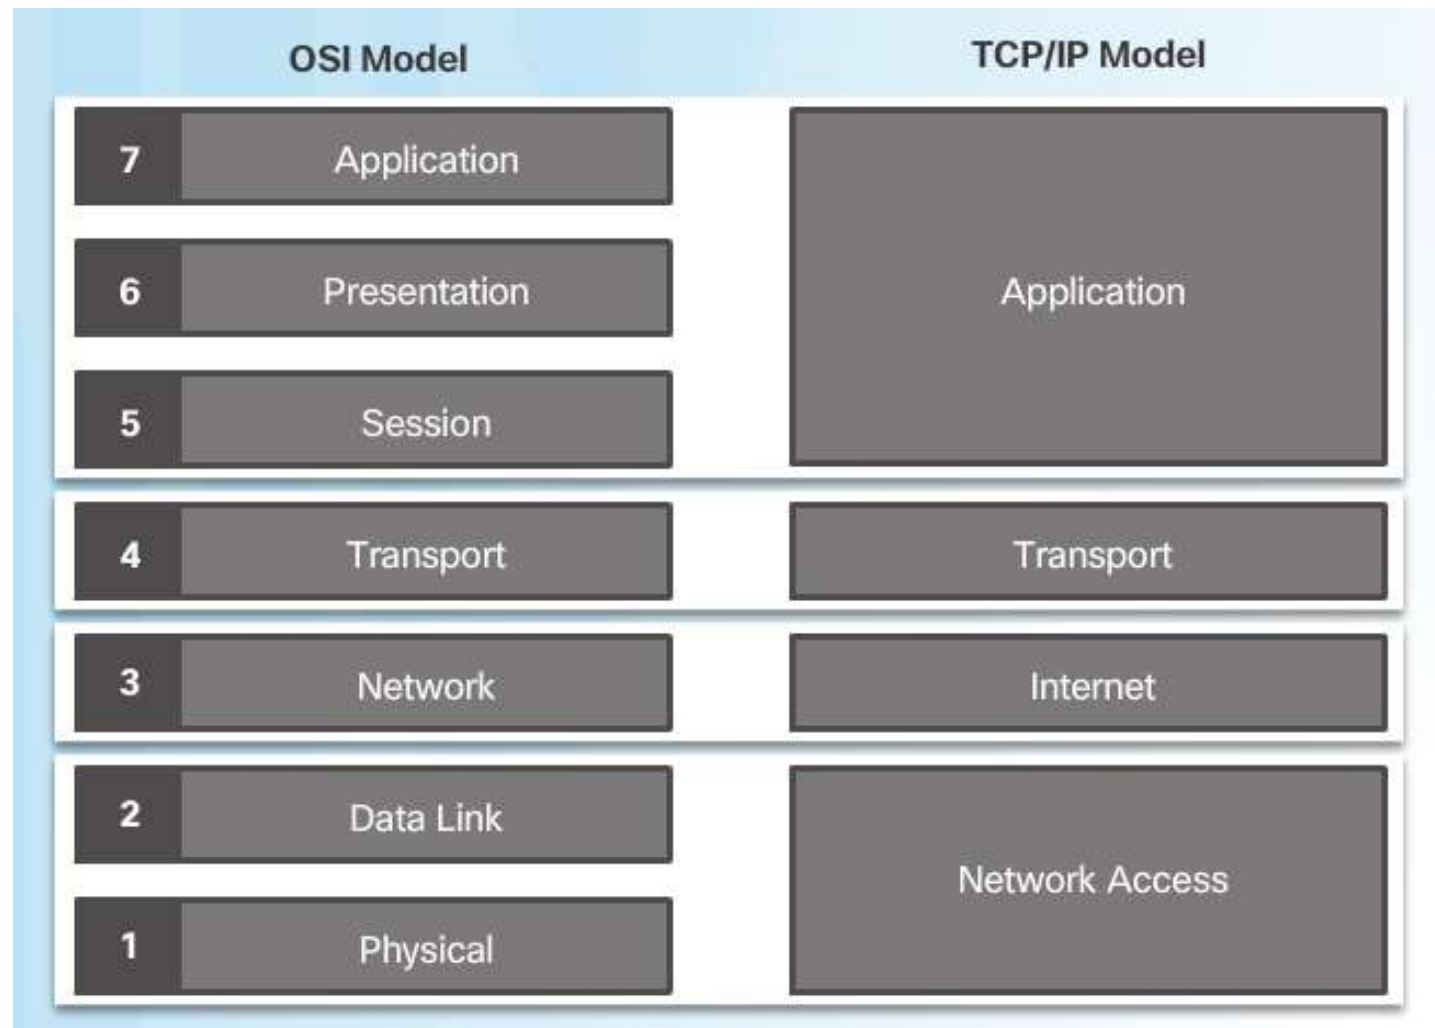 OSI Model
TCP/IP Model
7 Application
6 Presentation
5 Session
Application
4 Transport
Transport
3 Network
Internet
2 Data Link
1 Physical
Network Access